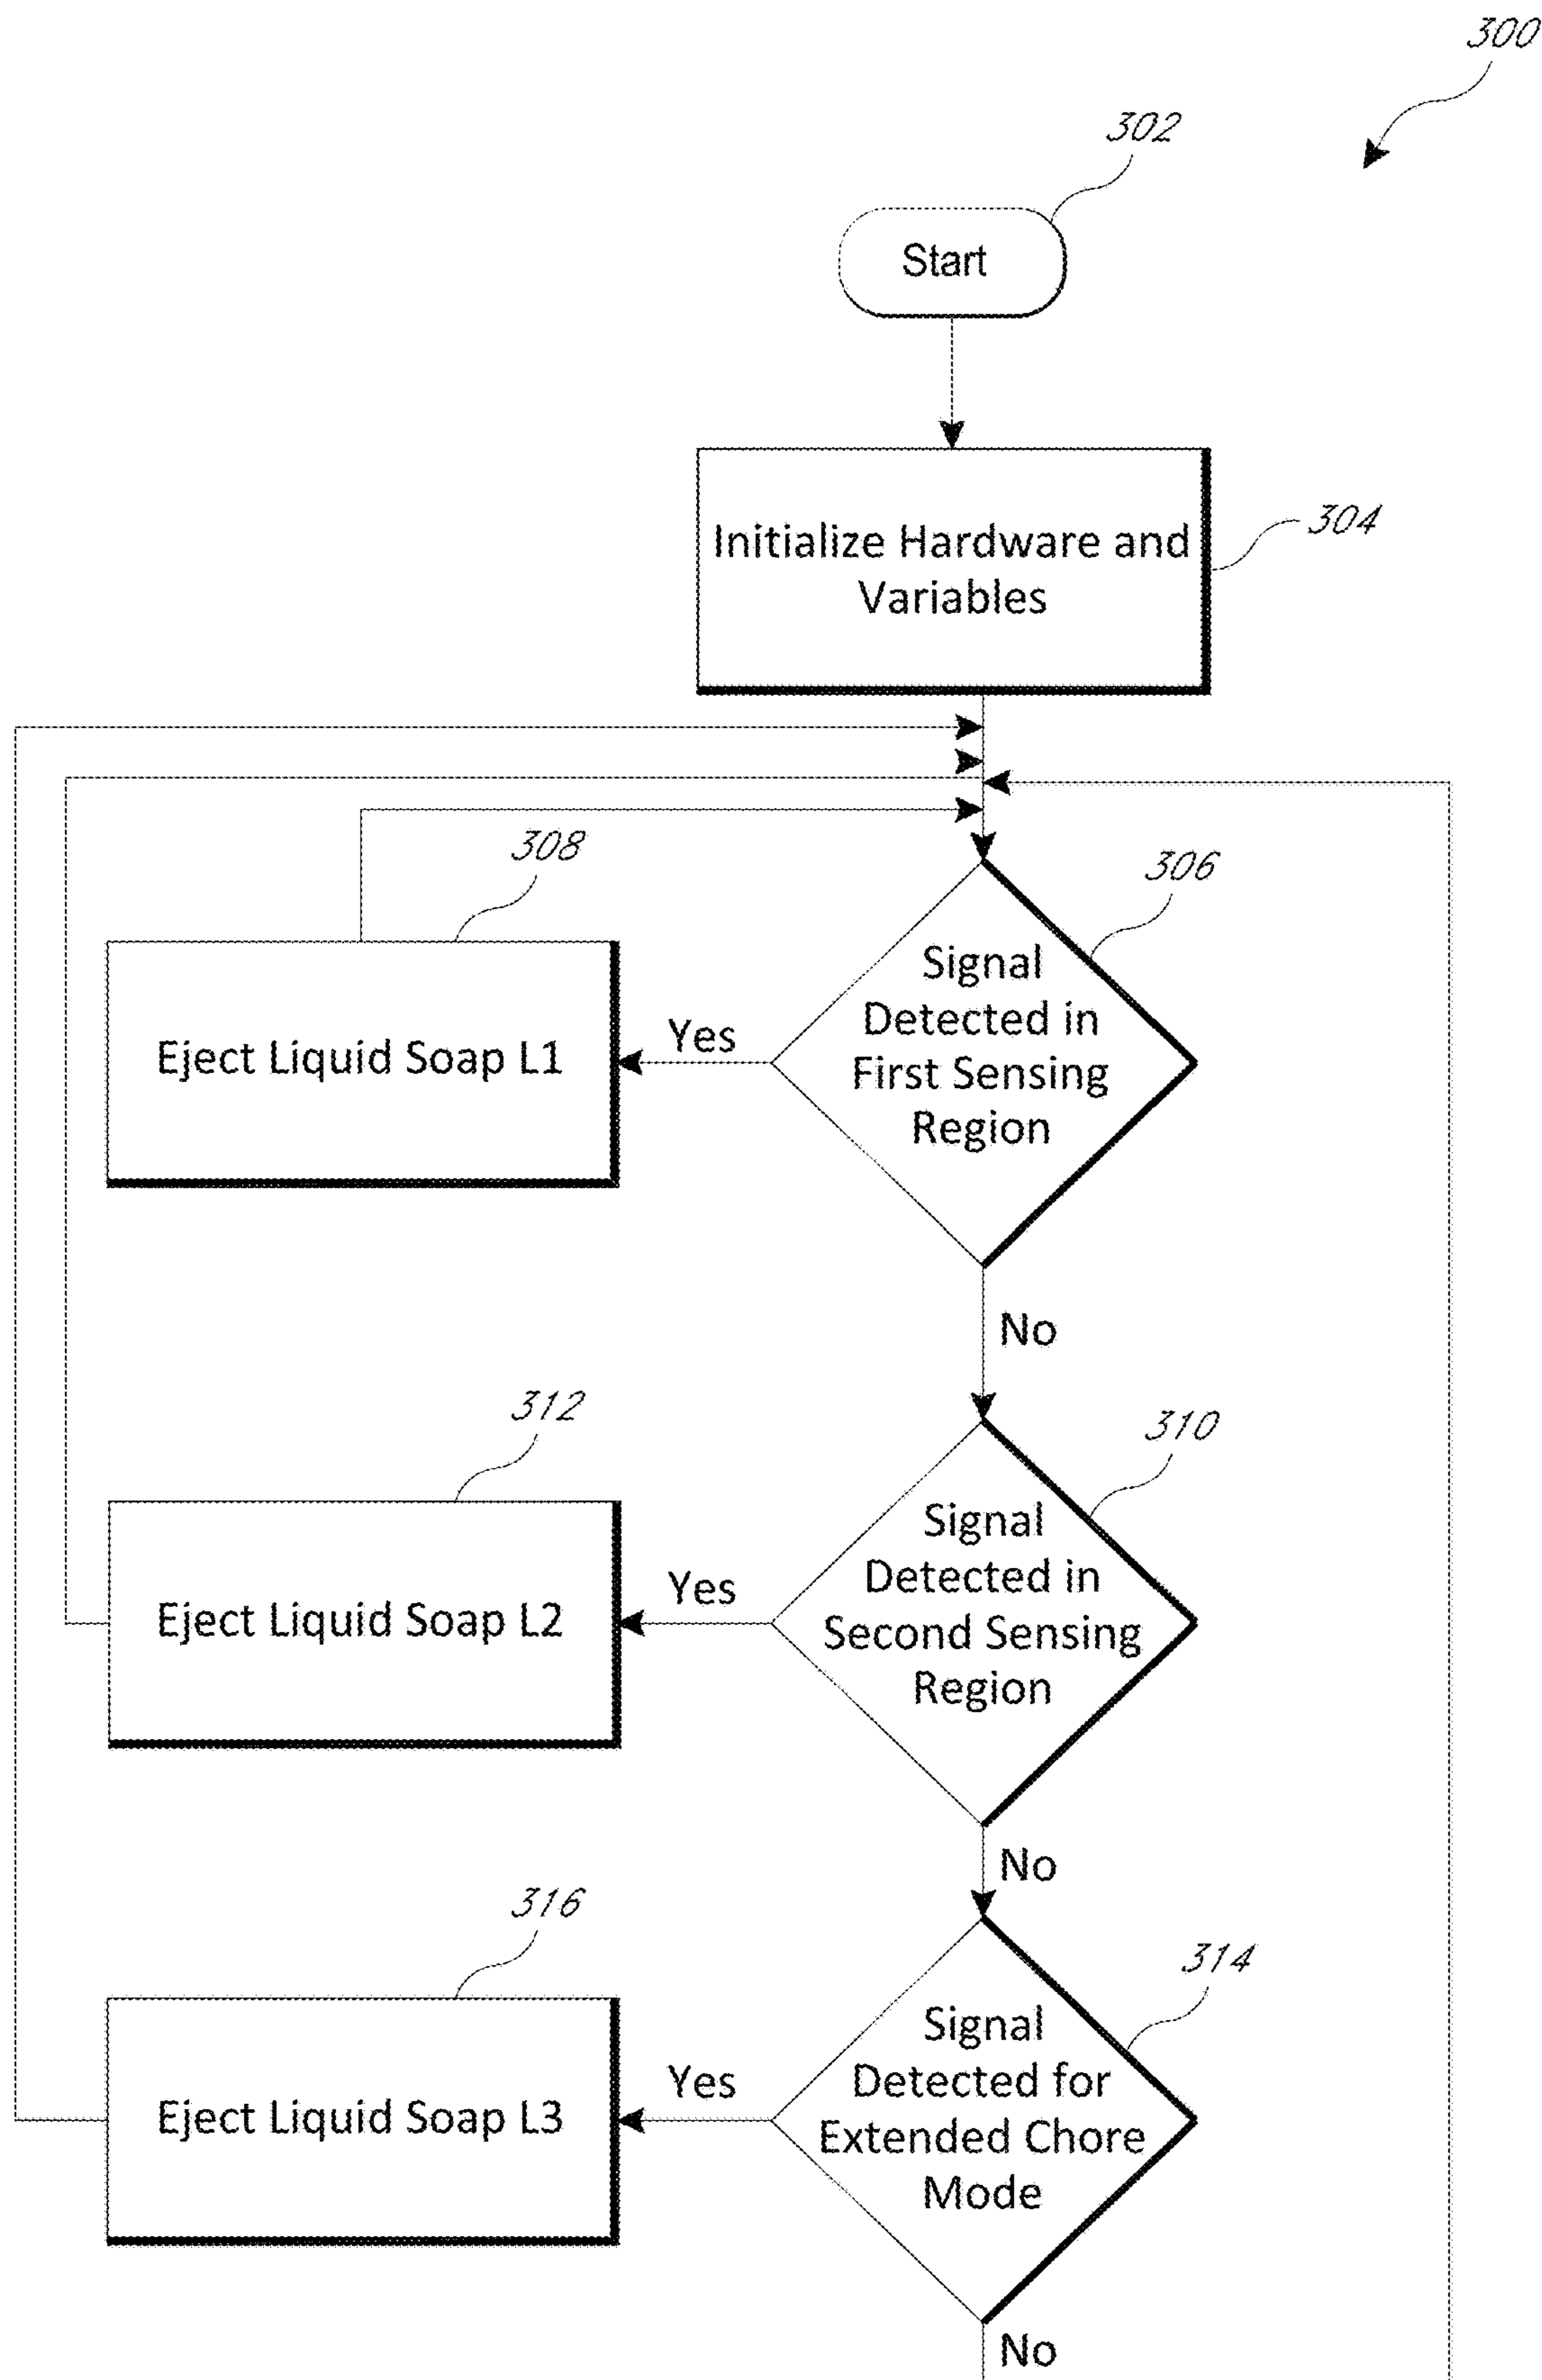 300
302
Start
Initialize Hardware and
Variables
304
308
306
Signal
Detected in
First Sensing
Region
Yes
Eject Liquid Soap L1
No
312
310
Signal
Detected in
Second Sensing
Region
Yes
Eject Liquid Soap L2
No
316
314
Signal
Detected for
Extended Chore
Mode
Yes
Eject Liquid Soap L3
No